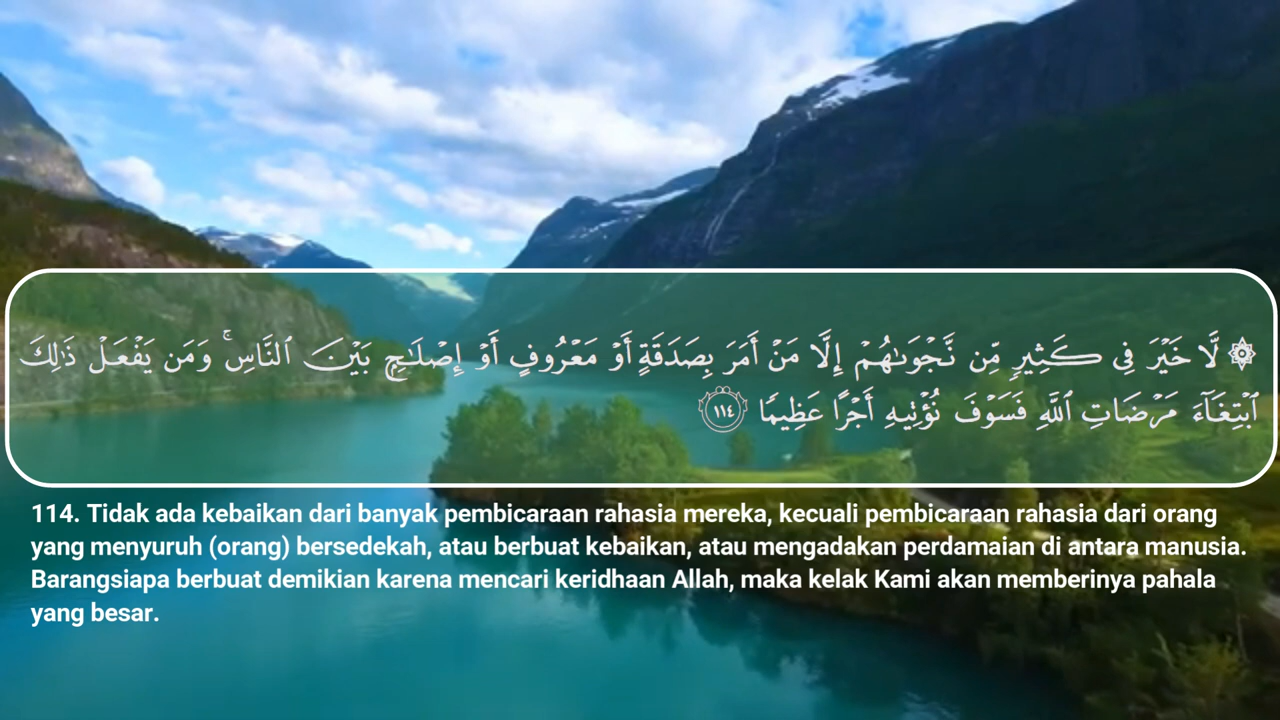 ۞ لَّا خَيْرَ فِى كَثِيرٍ مِّن نَّجْوَىٰهُمْ إِلَّا مَنْ أَمَرَ بِصَدَقَةٍ أَوْ مَعْرُوفٍ أَوْ إِصْلَٰحٍۭ بَيْنَ ٱلنَّاسِ ۚ وَمَن يَفْعَلْ ذَٰلِكَ
ٱبْتِغَآءَ مَرْضَاتِ ٱللَّهِ فَسَوْفَ نُؤْتِيهِ أَجْرًا عَظِيمًا ١١٤
114. Tidak ada kebaikan dari banyak pembicaraan rahasia mereka, kecuali pembicaraan rahasia dari orang
yang menyuruh (orang) bersedekah, atau berbuat kebaikan, atau mengadakan perdamaian di antara manusia.
Barangsiapa berbuat demikian karena mencari keridhaan Allah, maka kelak Kami akan memberinya pahala
yang besar.